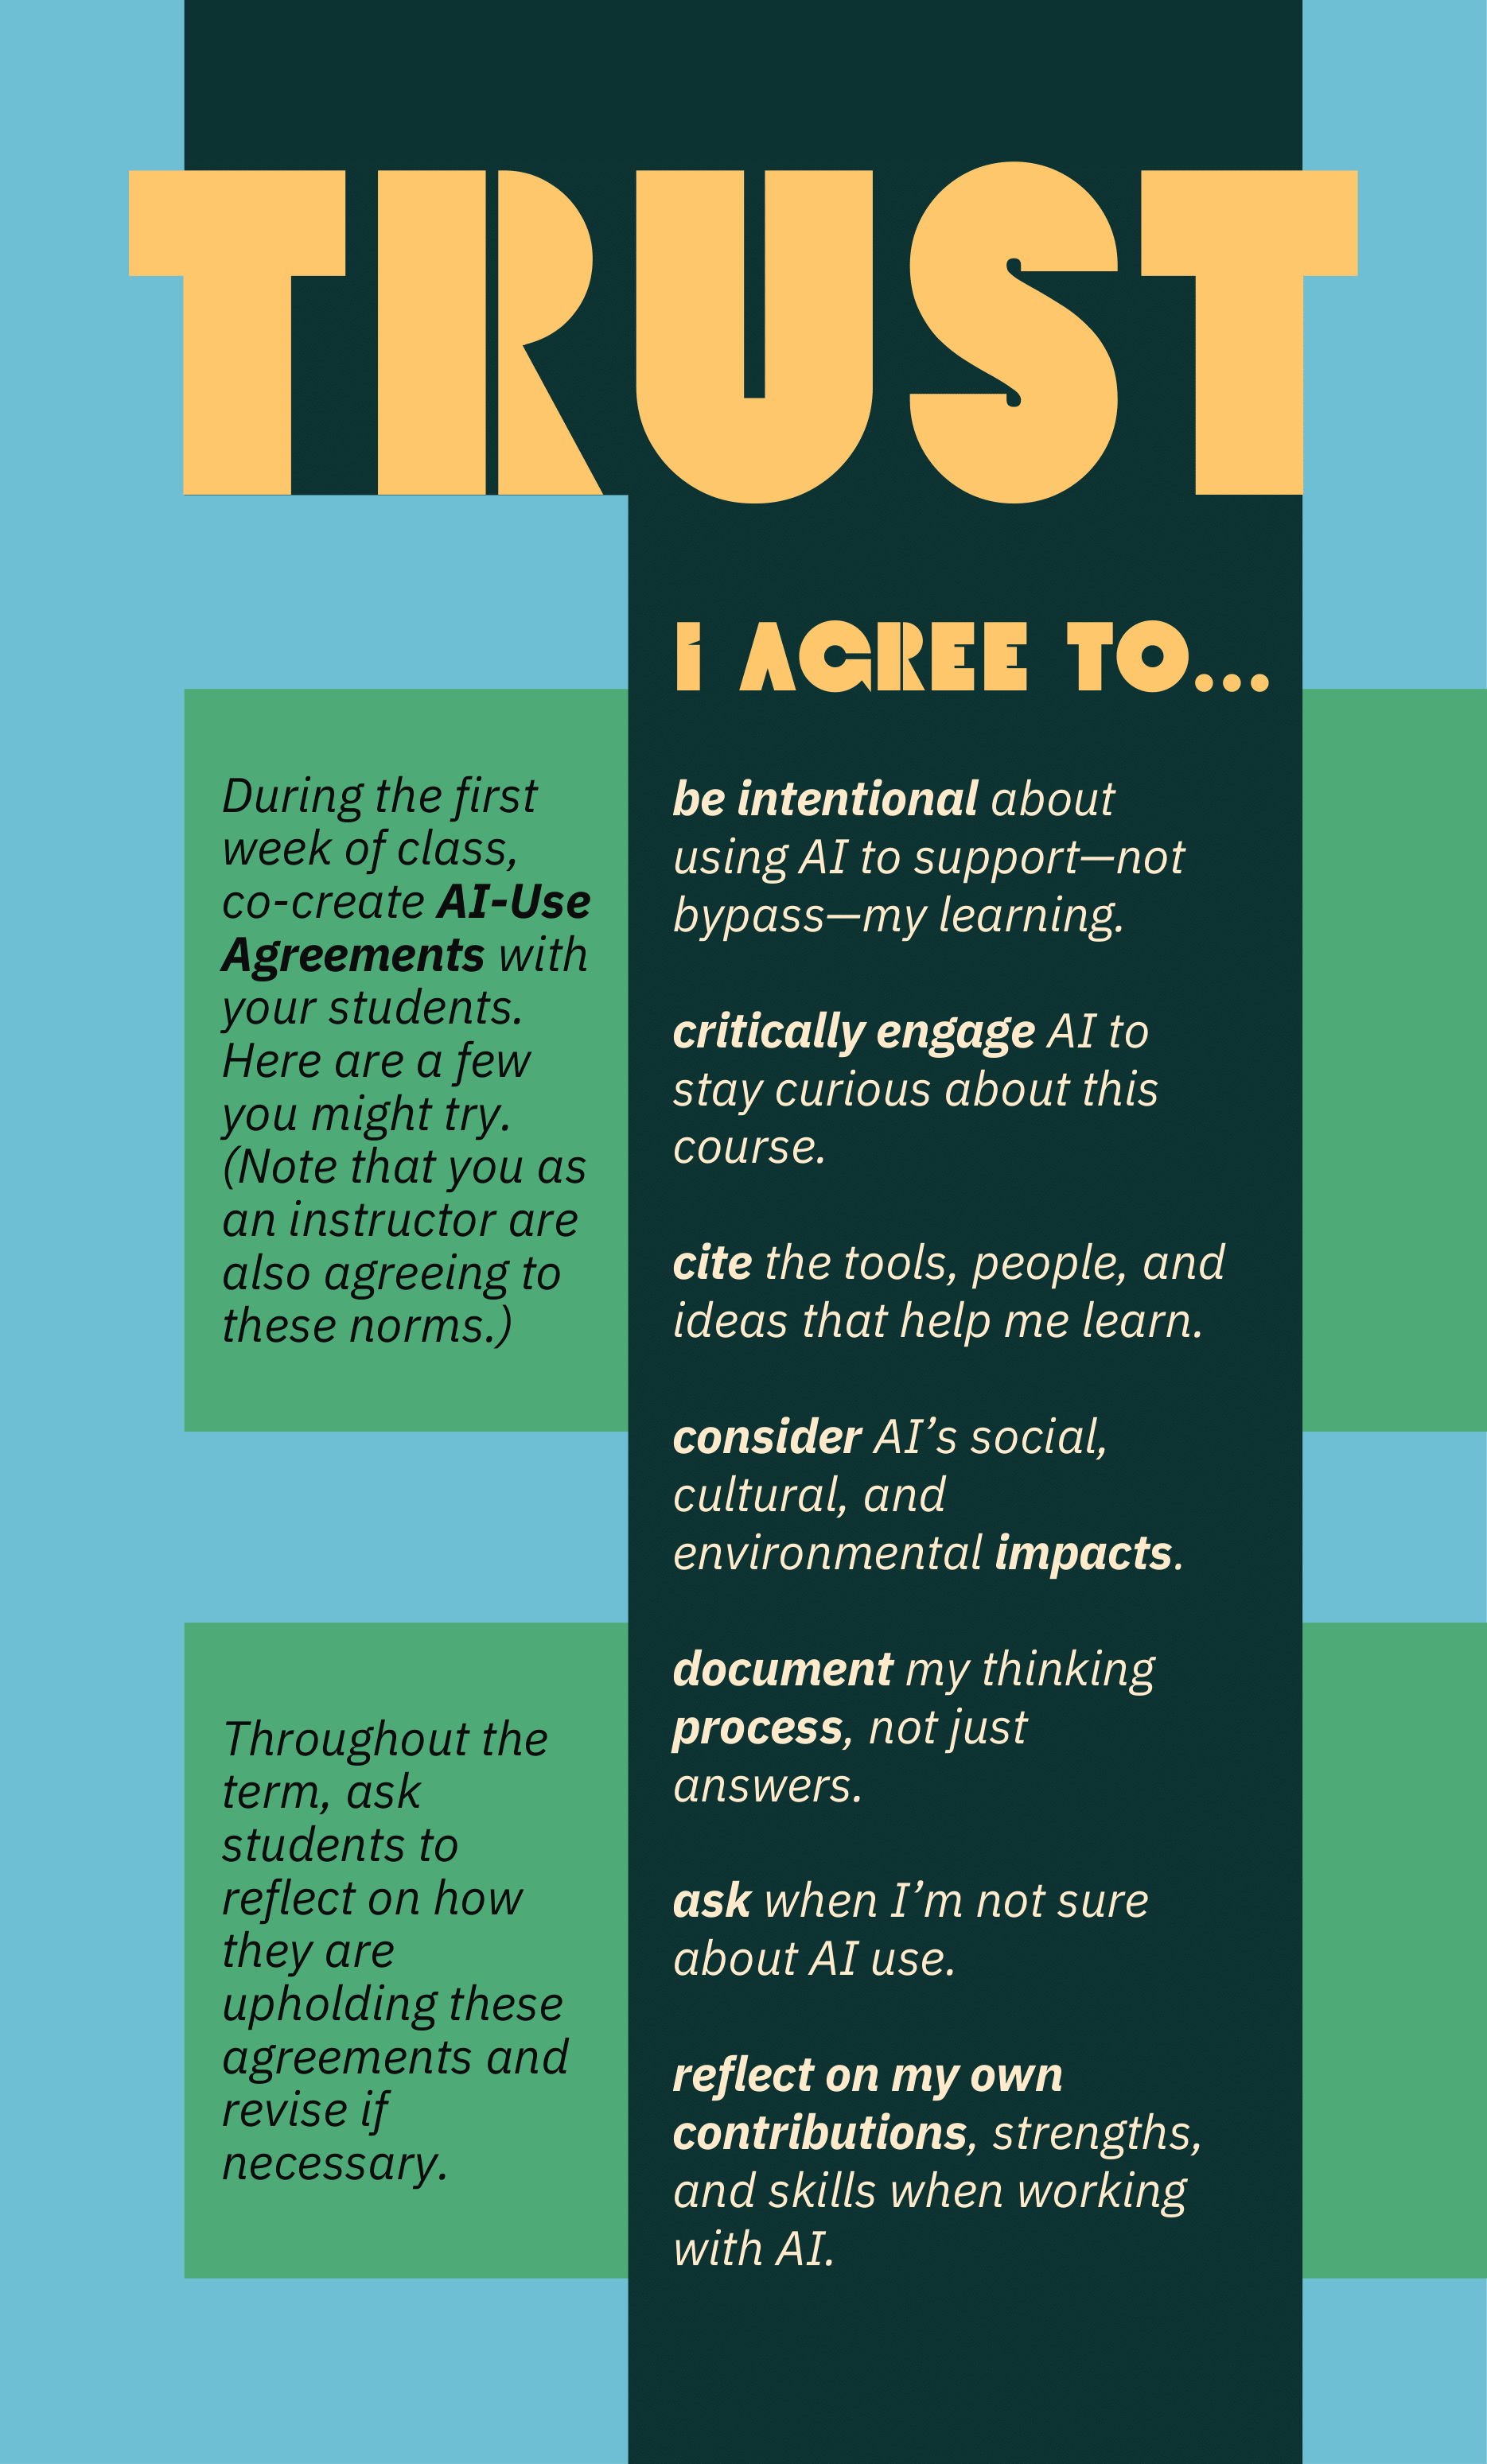 TRUST
I AGREE TO...
During the first
week of class,
co-create AI-Use
Agreements with
your students.
Here are a few
you might try.
(Note that you as
an instructor are
also agreeing to
these norms.)
Throughout the
term, ask
students to
reflect on how
they are
upholding these
agreements and
revise if
necessary.
be intentional about
using AI to support—not
bypass—my learning.
critically engage AI to
stay curious about this
course.
cite the tools, people, and
ideas that help me learn.
consider AI’s social,
cultural, and
environmental impacts.
document my thinking
process, not just
answers.
ask when I’m not sure
about AI use.
reflect on my own
contributions, strengths,
and skills when working
with AI.